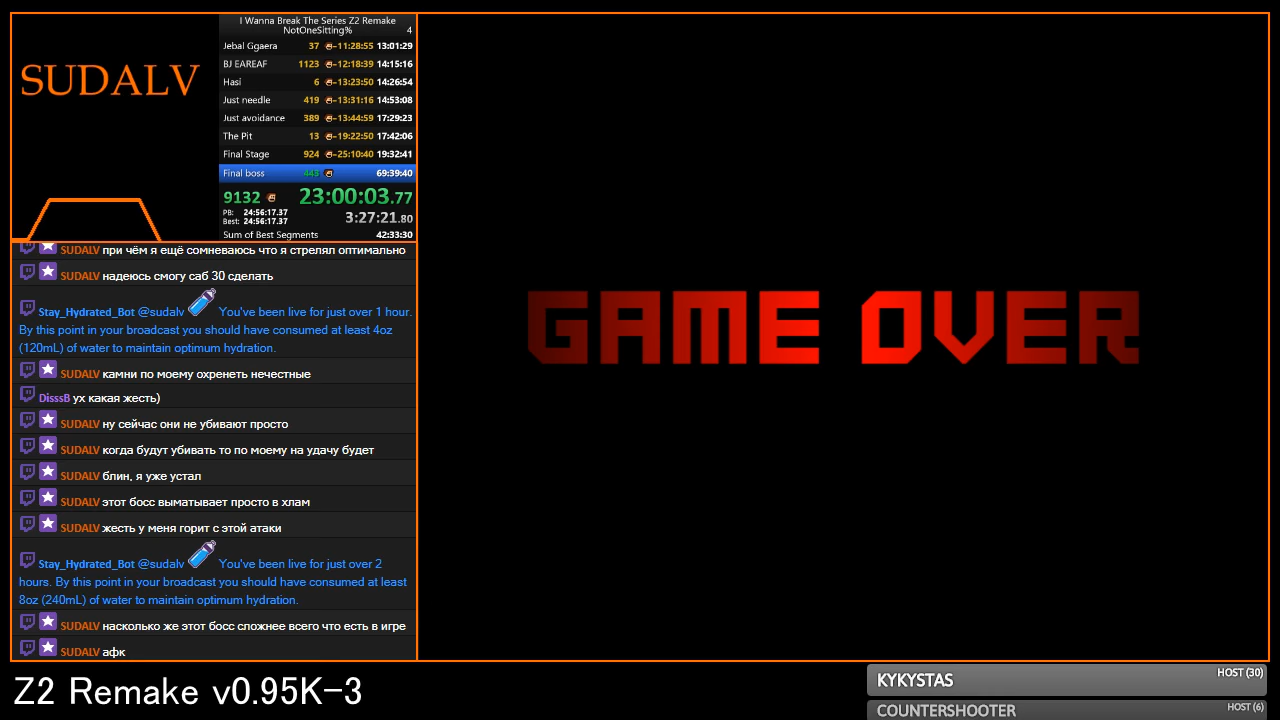 SUDALV
I Wanna Break The Series Z2 Remake
NotOneSitting% 4
Jebal Ggaera 37 -11:28:55 13:01:29
BJ EAREAF 1123 -12:18:39 14:15:16
Hasi 6 -13:23:50 14:26:54
Just needle 419 -13:31:16 14:53:08
Just avoidance 389 -13:44:59 17:29:23
The Pit 13 -19:22:50 17:42:06
Final Stage 924 -25:10:40 19:32:41
Final boss 443 69:39:40
9132 23:00:03.77
PB: 24:56:17.37
Best: 24:56:17.37
3:27:21.80
Sum of Best Segments 42:33:30
SUDALV при чём я ещё сомневаюсь что я стрелял оптимально
SUDALV надеюсь смогу саб 30 сделать
Stay_Hydrated_Bot @sudalv You've been live for just over 1 hour.
By this point in your broadcast you should have consumed at least 4oz
(120mL) of water to maintain optimum hydration.
SUDALV камни по моему охренеть нечестные
DisssB ух какая жесть)
SUDALV ну сейчас они не убивают просто
SUDALV когда будут убивать то по моему на удачу будет
SUDALV блин, я уже устал
SUDALV этот босс выматывает просто в хлам
SUDALV жесть у меня горит с этой атаки
Stay_Hydrated_Bot @sudalv You've been live for just over 2
hours. By this point in your broadcast you should have consumed at least
8oz (240mL) of water to maintain optimum hydration.
SUDALV насколько же этот босс сложнее всего что есть в игре
SUDALV афк
GAME OVER
Z2 Remake v0.95K-3
KYKYSTAS HOST (30)
COUNTERSHOOTER HOST (6)